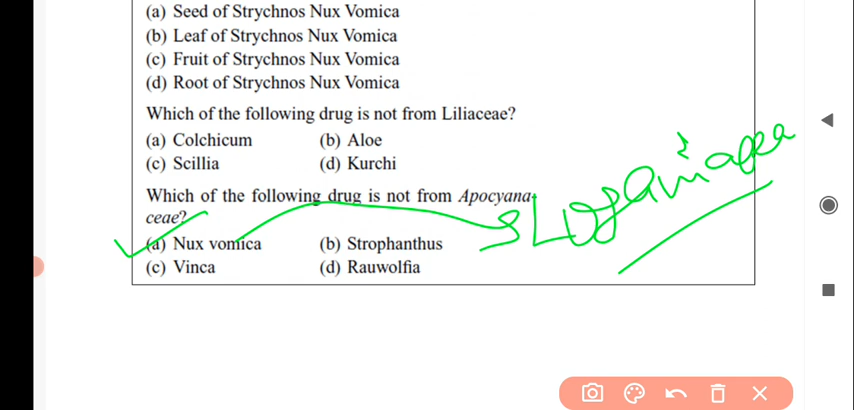 (a) Seed of Strychnos Nux Vomica
(b) Leaf of Strychnos Nux Vomica
(c) Fruit of Strychnos Nux Vomica
(d) Root of Strychnos Nux Vomica
Which of the following drug is not from Liliaceae?
(a) Colchicum (b) Aloe
(c) Scillia (d) Kurchi
Which of the following drug is not from Apocyana-
ceae?
(a) Nux vomica (b) Strophanthus
(c) Vinca (d) Rauwolfia